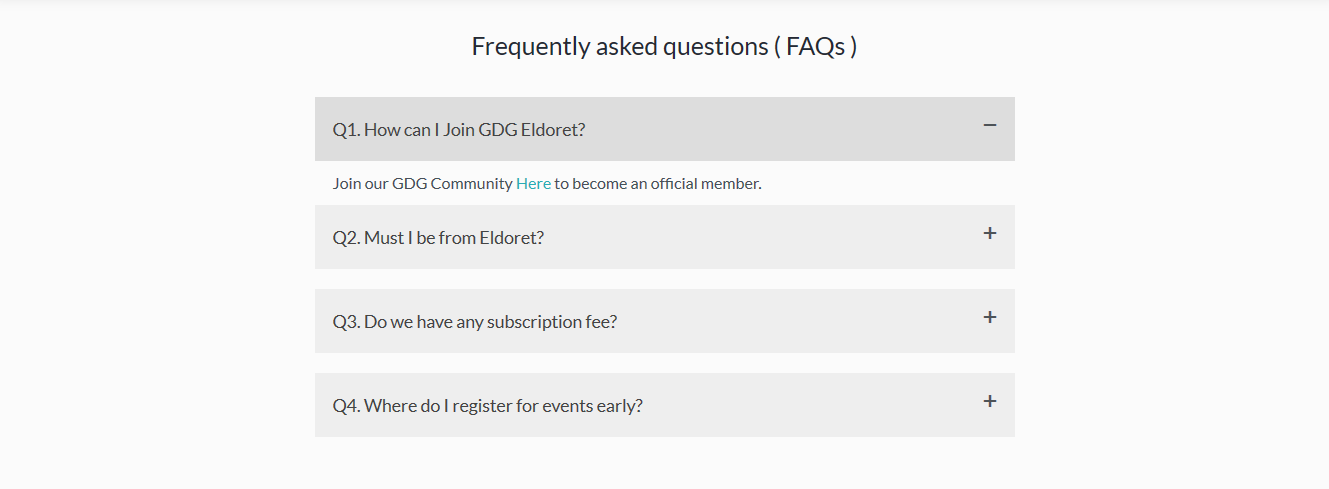 Frequently asked questions ( FAQs )
Q1. How can I Join GDG Eldoret?
−
Join our GDG Community Here to become an official member.
Q2. Must I be from Eldoret?
+
Q3. Do we have any subscription fee?
+
Q4. Where do I register for events early?
+